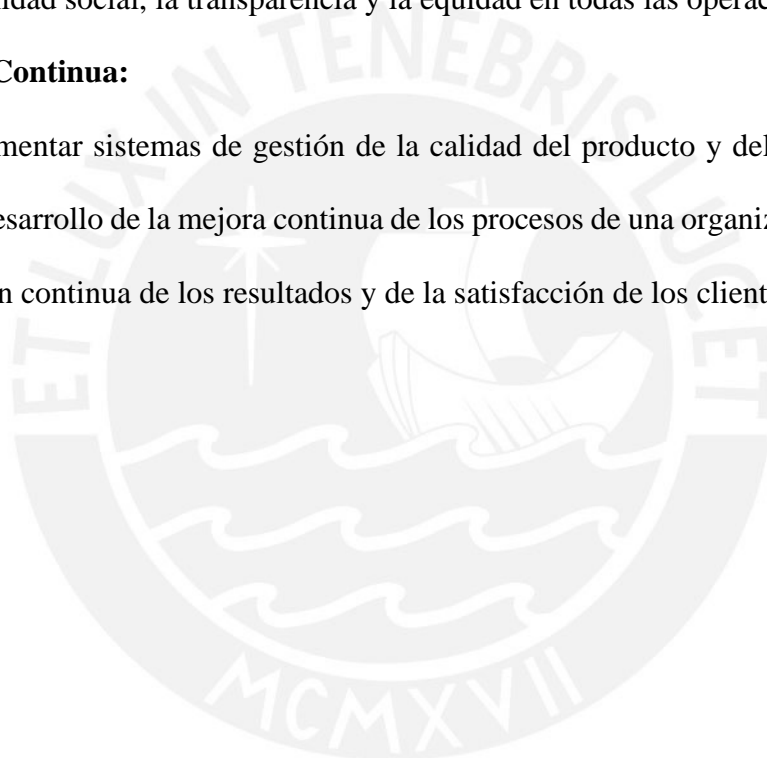 idad social, la transparencia y la equidad en todas las operac
Continua:
mentar sistemas de gestión de la calidad del producto y del
esarrollo de la mejora continua de los procesos de una organiz
n continua de los resultados y de la satisfacción de los client
ET LUX IN TENEBRIS LUCET
MCMXVII